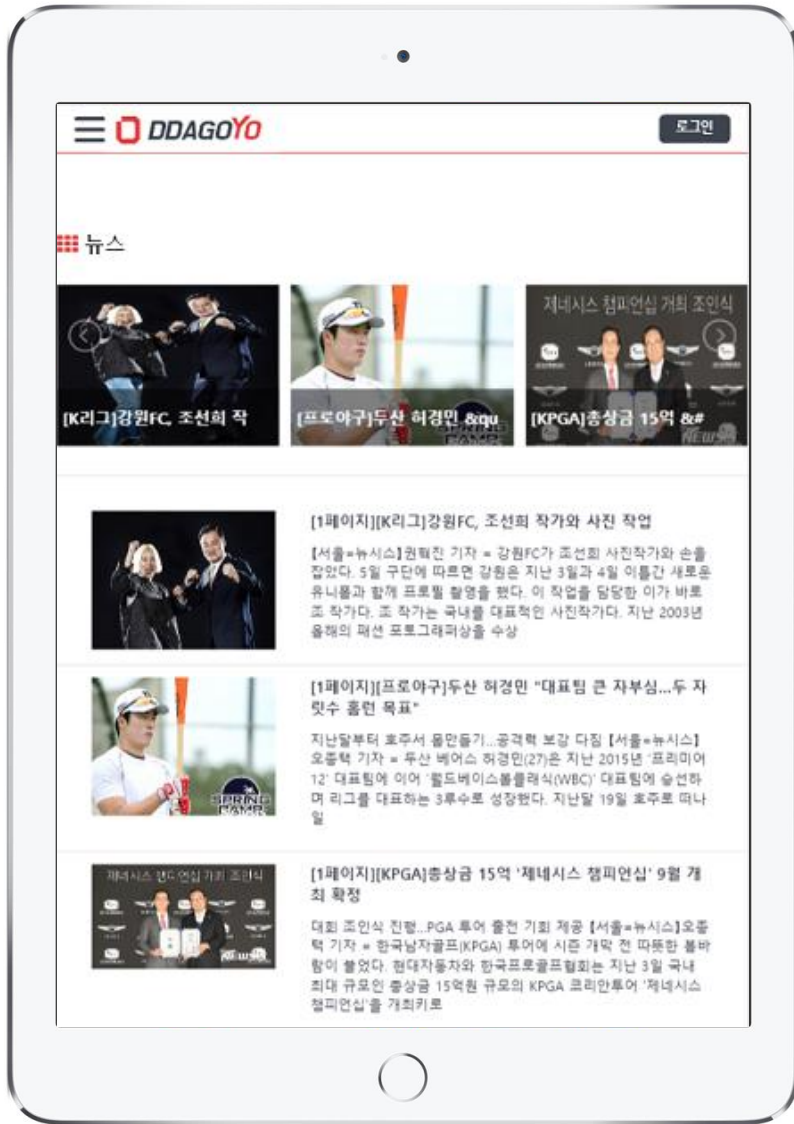 DDAGOYO
로그인
뉴스
제네시스 챔피언십 개최 조인식
[K리그]강원FC, 조선희 작
[프로야구]두산 허경민 &qu
[KPGA]총상금 15억 &#
SPRING
CAMP
NEWSIS
[1페이지][K리그]강원FC, 조선희 작가와 사진 작업
【서울=뉴시스】권혁진 기자 = 강원FC가 조선희 사진작가와 손을
잡았다. 5일 구단에 따르면 강원은 지난 3일과 4일 이틀간 새로운
유니폼과 함께 프로필 촬영을 했다. 이 작업을 담당한 이가 바로
조 작가다. 조 작가는 국내를 대표적인 사진작가다. 지난 2003년
올해의 패션 포토그래퍼상을 수상
[1페이지][프로야구]두산 허경민 "대표팀 큰 자부심...두 자
릿수 홈런 목표"
지난달부터 호주서 몸만들기...공격력 보강 다짐 【서울=뉴시스】
오종택 기자 = 두산 베어스 허경민(27)은 지난 2015년 '프리미어
12' 대표팀에 이어 '월드베이스볼클래식(WBC)' 대표팀에 승선하
며 리그를 대표하는 3루수로 성장했다. 지난달 19일 호주로 떠나
일
SPRING
CAMP
[1페이지][KPGA]총상금 15억 '제네시스 챔피언십' 9월 개
최 확정
대회 조인식 진행...PGA 투어 출전 기회 제공 【서울=뉴시스】오종
택 기자 = 한국남자골프(KPGA) 투어에 시즌 개막 전 따뜻한 봄바
람이 불었다. 현대자동차와 한국프로골프협회는 지난 3일 국내
최대 규모인 총상금 15억원 규모의 KPGA 코리안투어 '제네시스
챔피언십'을 개최키로
제네시스 챔피언십 개최 조인식
NEWSIS